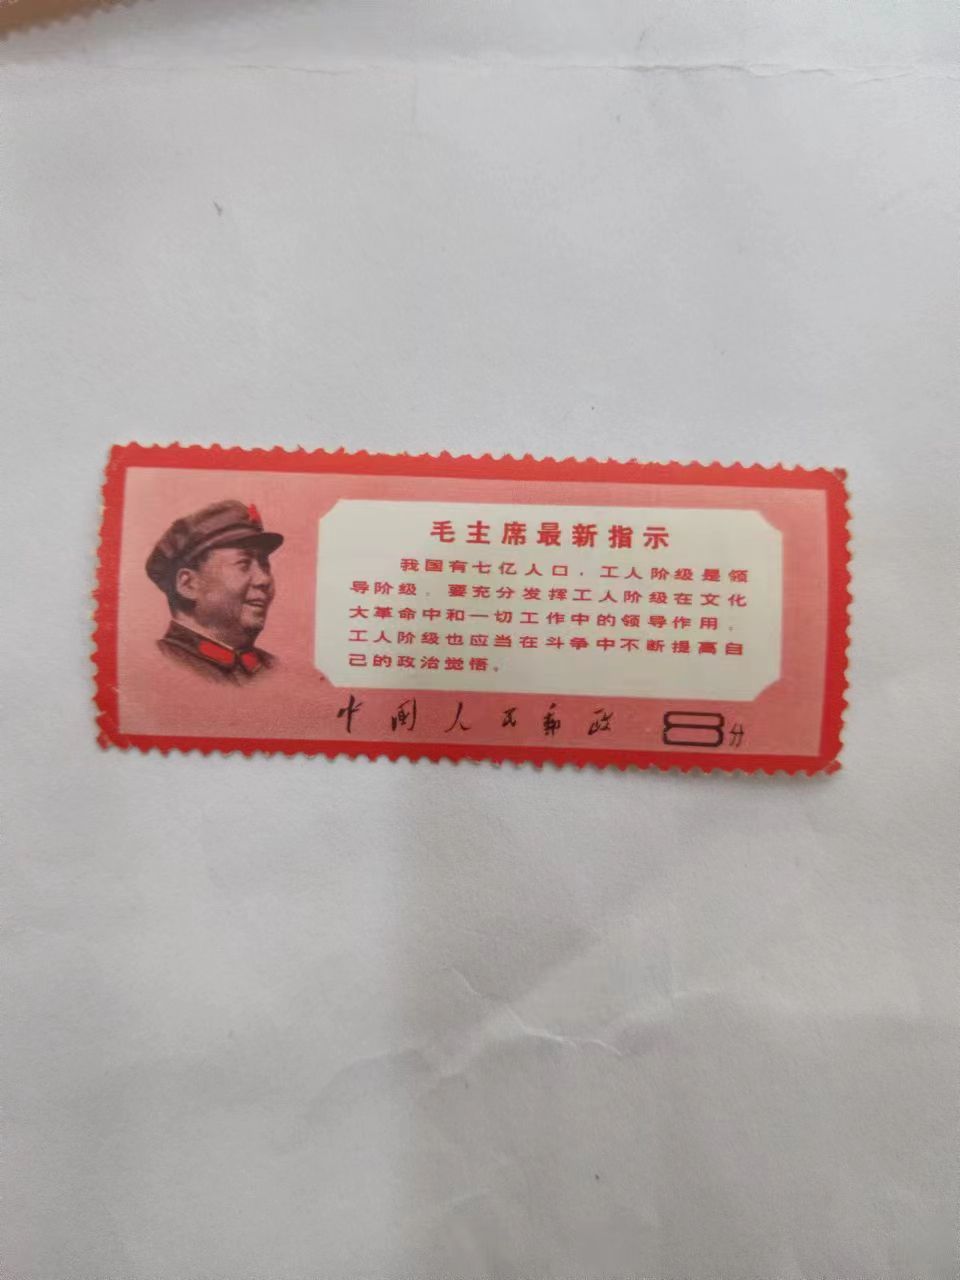 毛主席最新指示
我国有七亿人口，工人阶级是领
导阶级。要充分发挥工人阶级在文化
大革命中和一切工作中的领导作用。
工人阶级也应当在斗争中不断提高自
己的政治觉悟。
中国人民邮政 8分